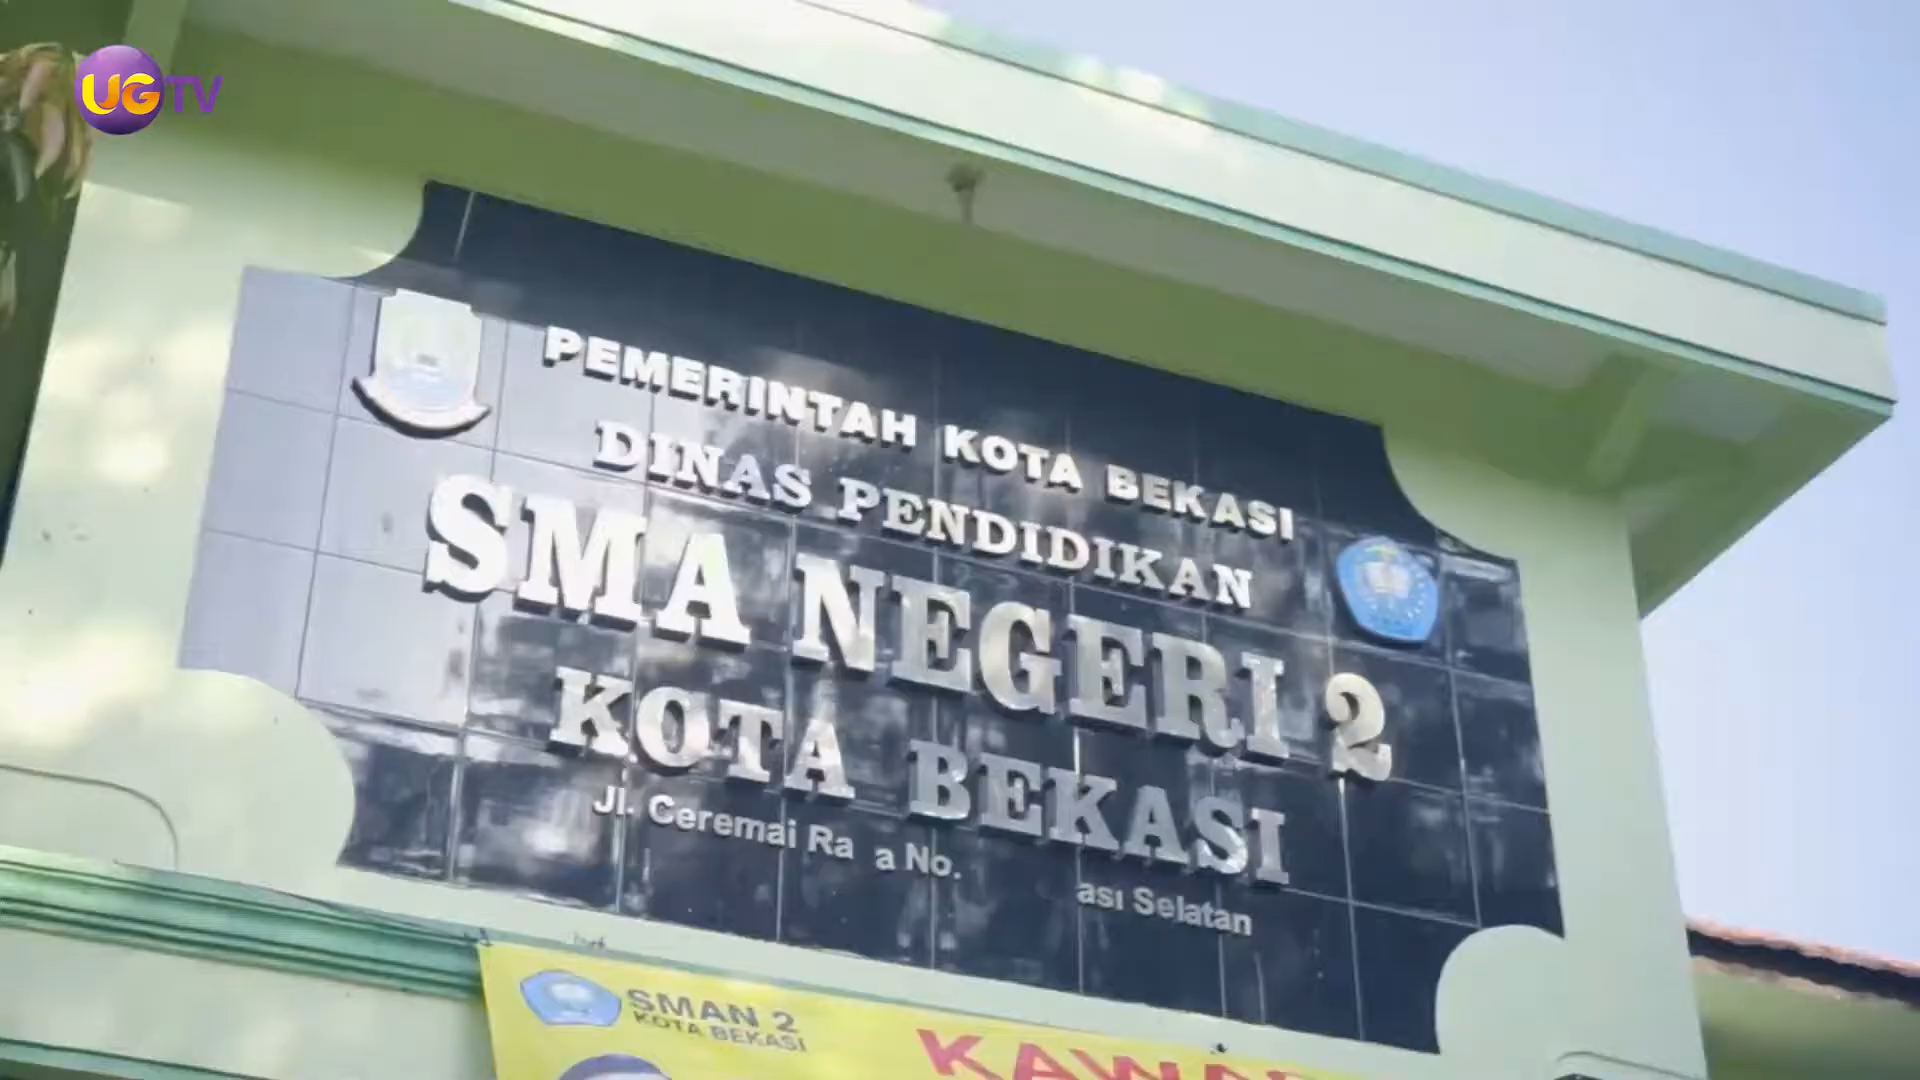 UGTV
PEMERINTAH KOTA BEKASI
DINAS PENDIDIKAN
SMA NEGERI 2
KOTA BEKASI
Jl. Ceremai Ra a No. asi Selatan
SMAN 2
KOTA BEKASI